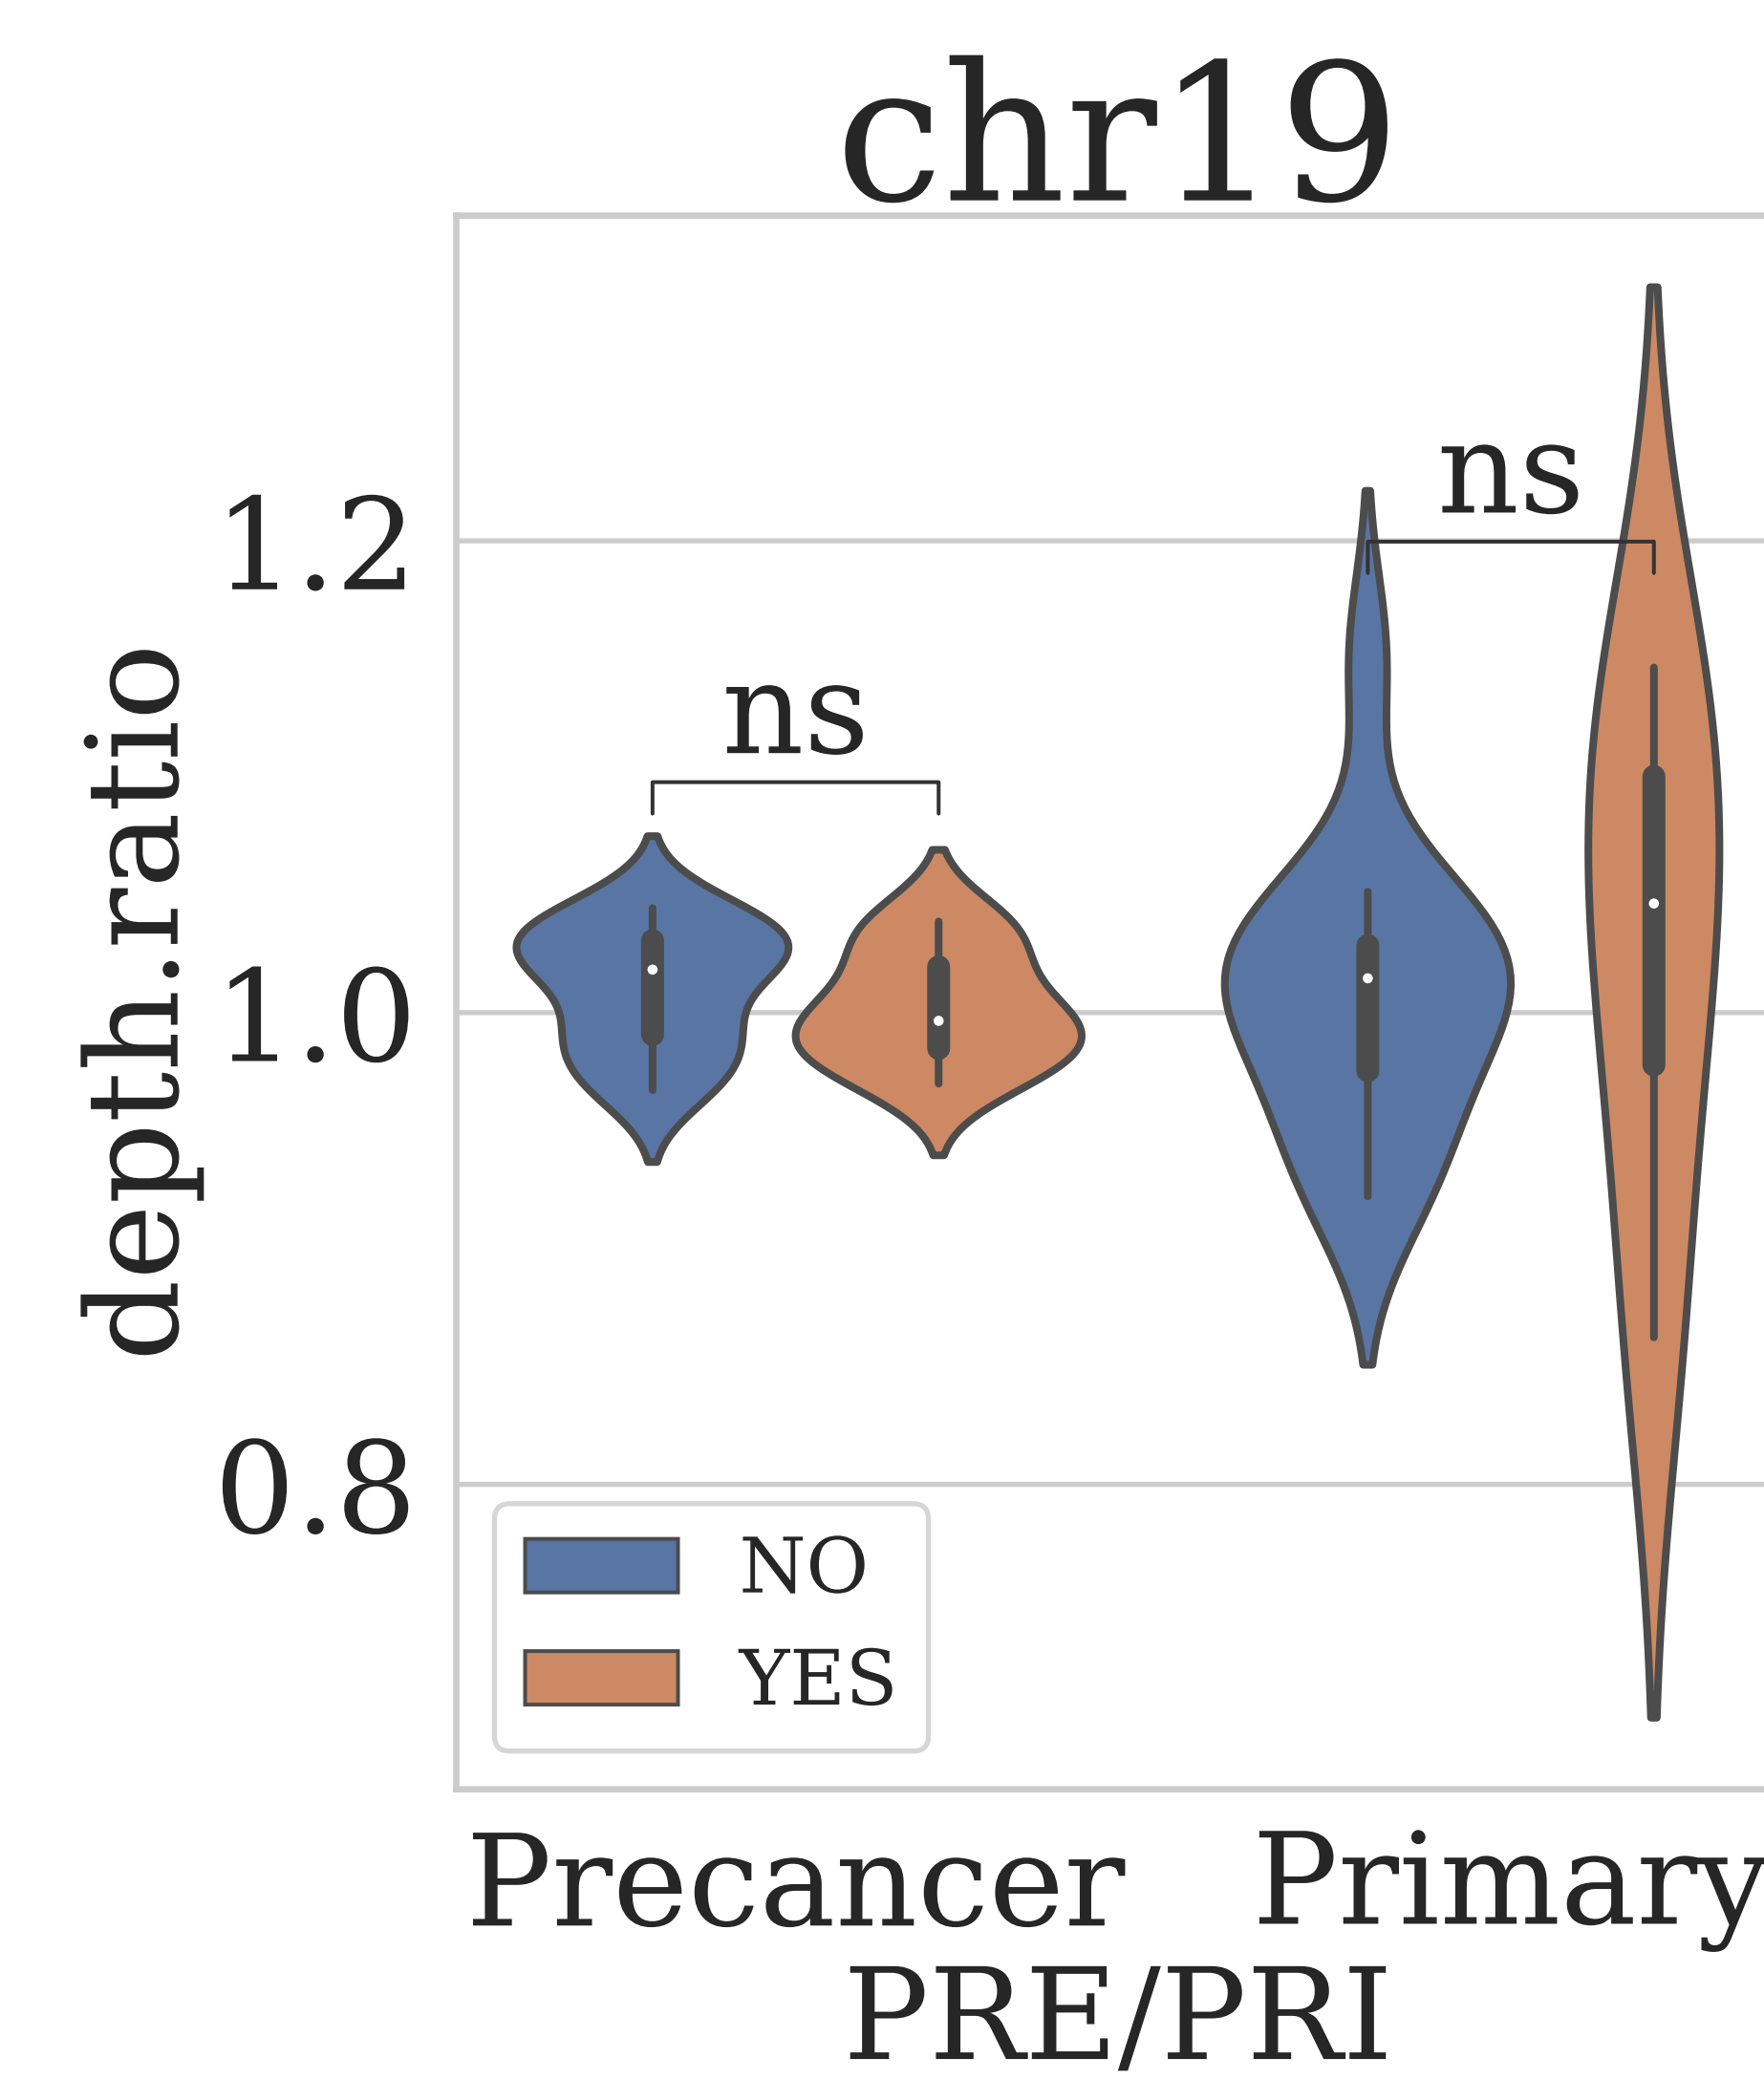 chr19
ns
1.2
ns
depth.ratio
1.0
0.8
NO
YES
Precancer Primary
PRE/PRI